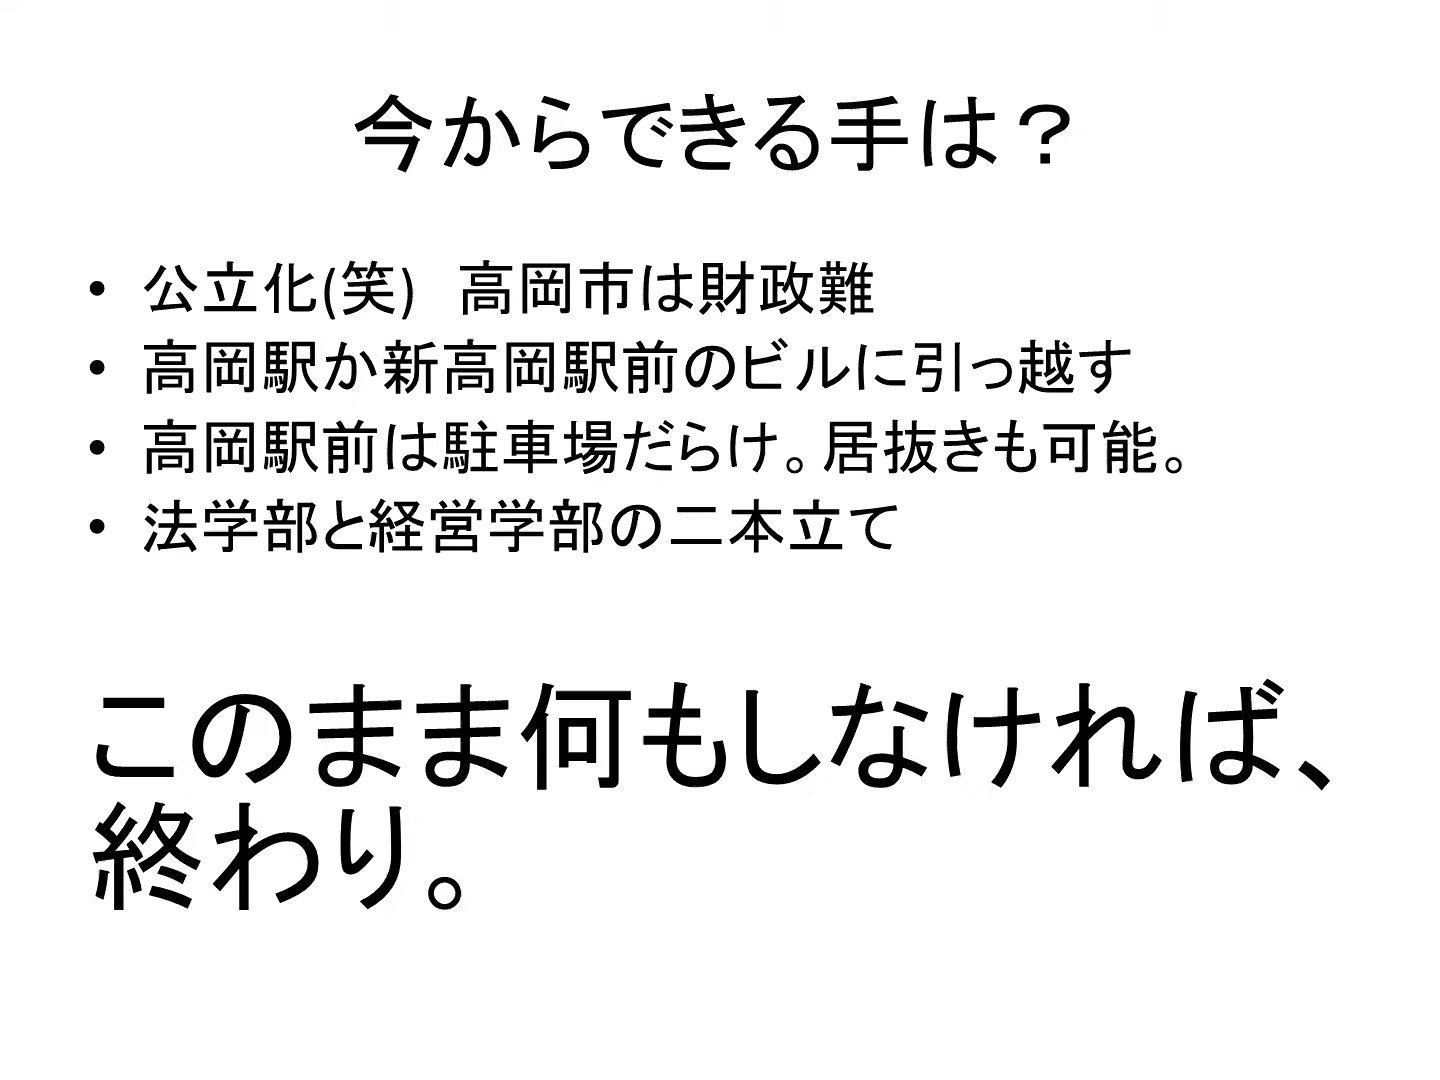 今からできる手は？
• 公立化(笑)　高岡市は財政難
• 高岡駅か新高岡駅前のビルに引っ越す
• 高岡駅前は駐車場だらけ。居抜きも可能。
• 法学部と経営学部の二本立て
このまま何もしなければ、
終わり。